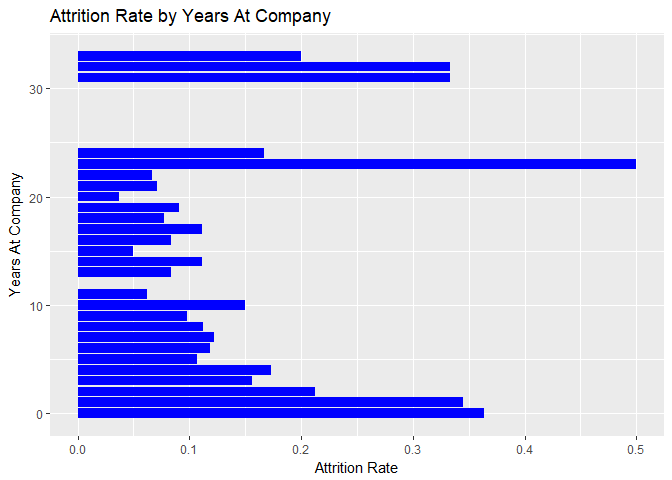 Attrition Rate by Years At Company
Years At Company
30
20
10
0
0.0 0.1 0.2 0.3 0.4 0.5
Attrition Rate